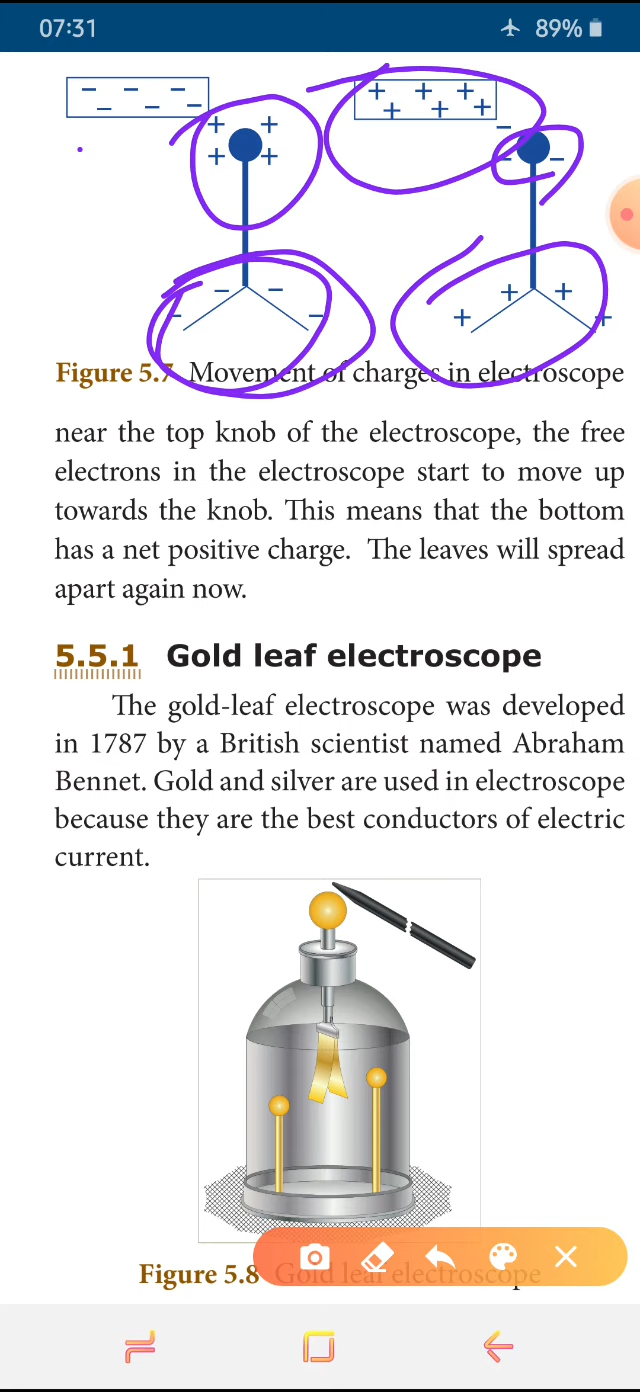 07:31
89%
Figure 5.7 Movement of charges in electroscope
near the top knob of the electroscope, the free
electrons in the electroscope start to move up
towards the knob. This means that the bottom
has a net positive charge. The leaves will spread
apart again now.
5.5.1 Gold leaf electroscope
The gold-leaf electroscope was developed
in 1787 by a British scientist named Abraham
Bennet. Gold and silver are used in electroscope
because they are the best conductors of electric
current.
Figure 5.8 Gold leaf electroscope